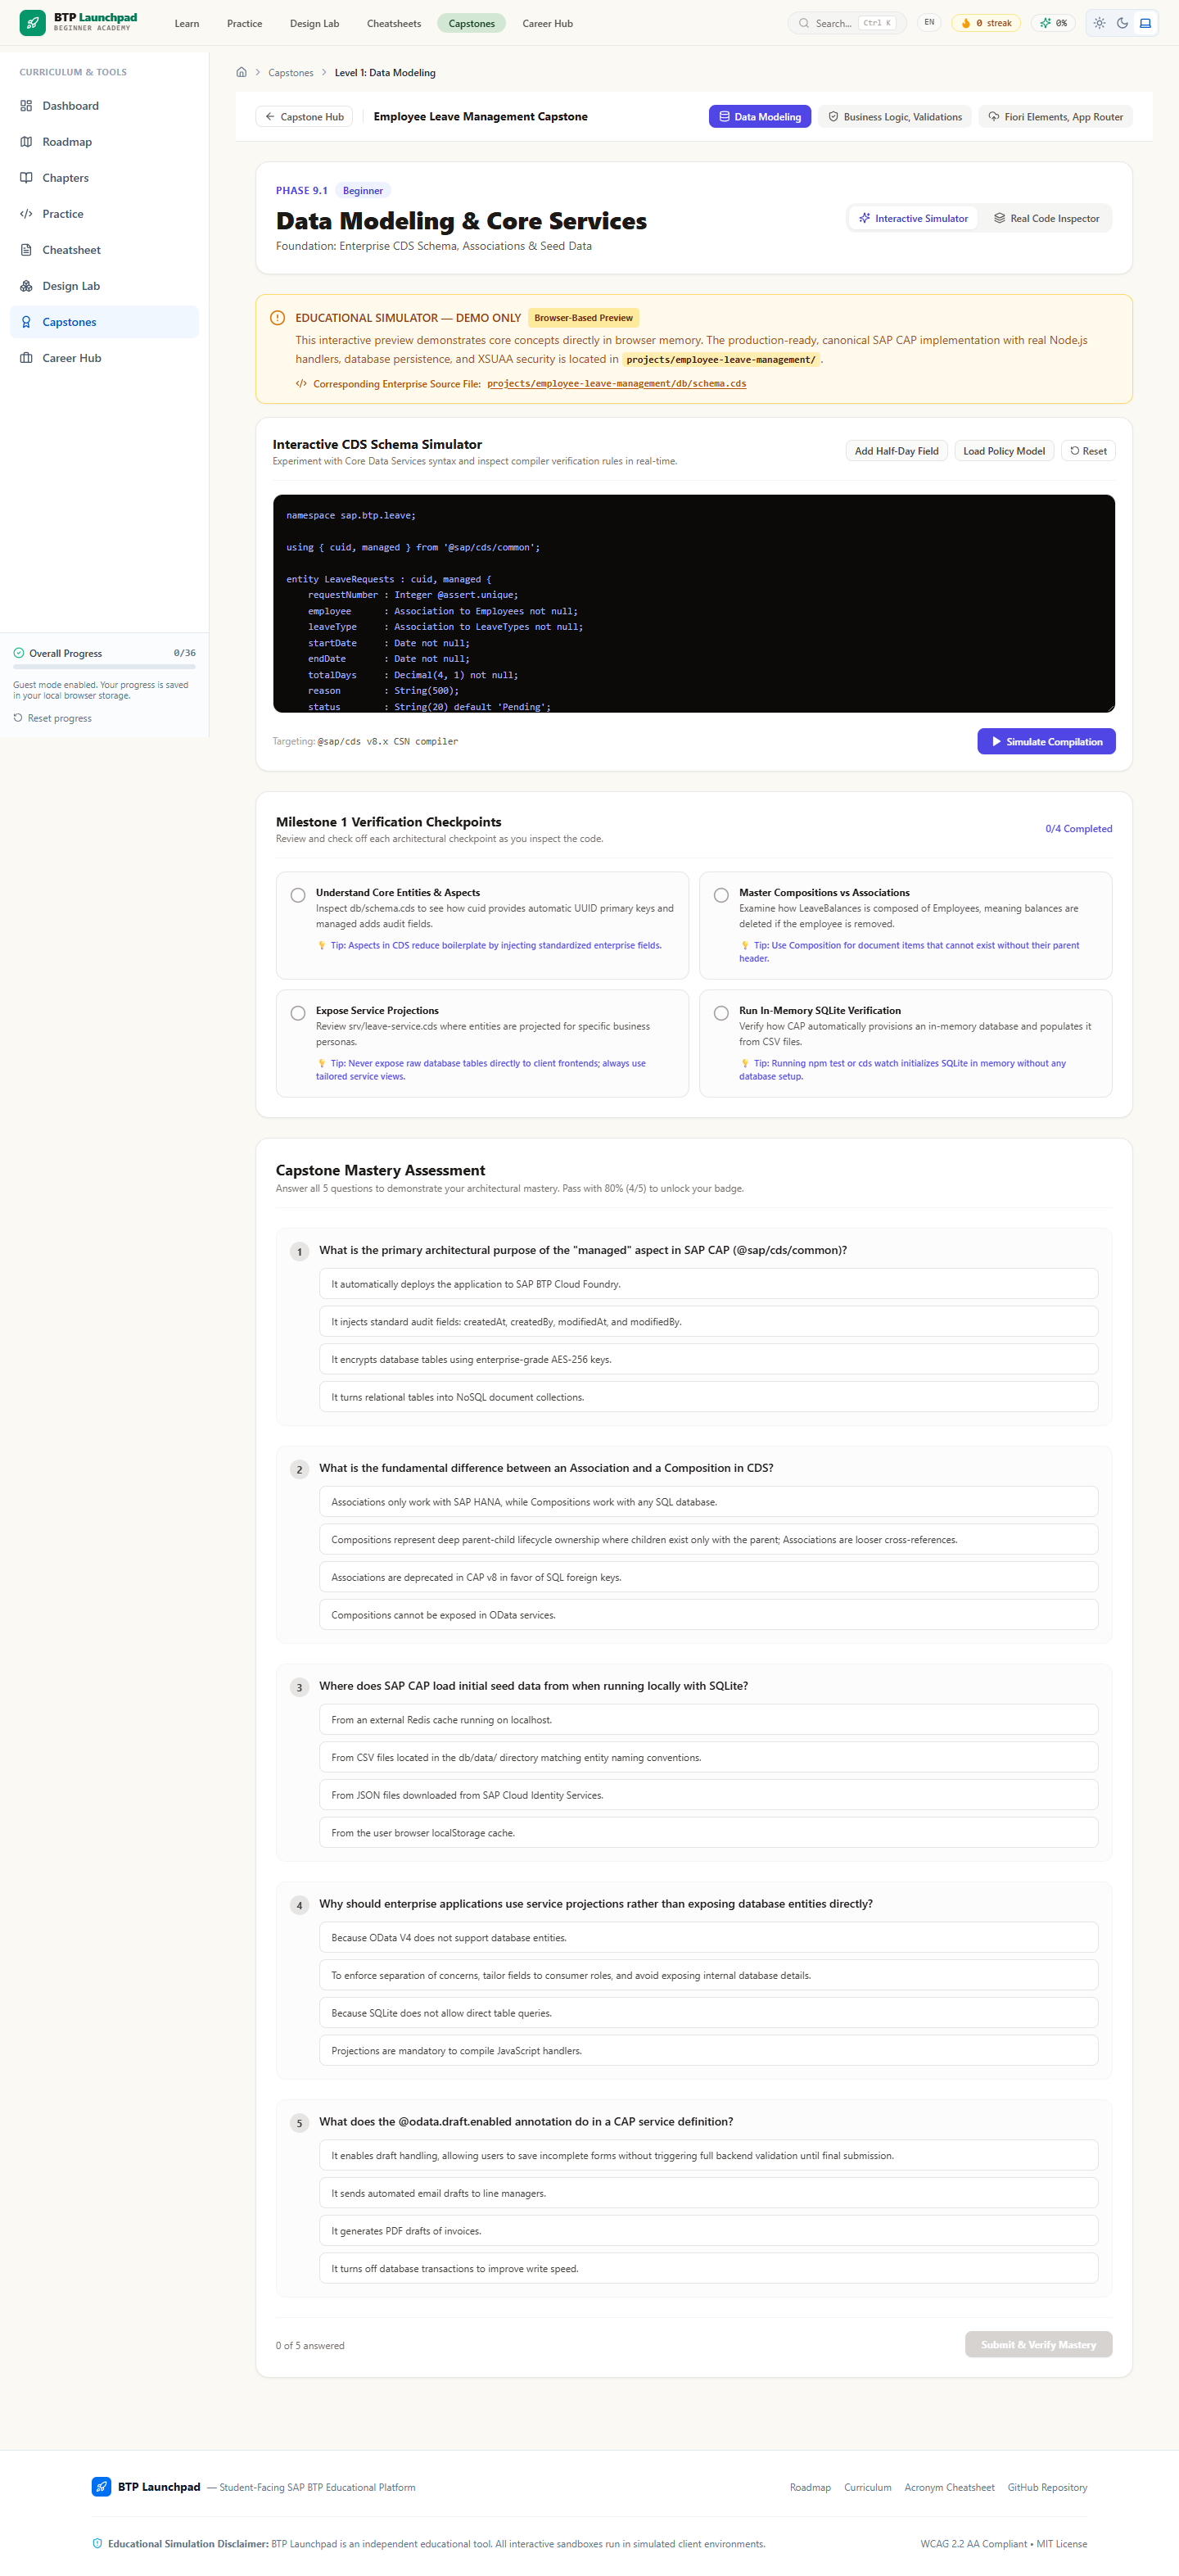 BTP Launchpad
BEGINNER ACADEMY
Learn
Practice
Design Lab
Cheatsheets
Capstones
Career Hub
Search...
Ctrl K
EN
0 streak
0%
CURRICULUM & TOOLS
Dashboard
Roadmap
Chapters
Practice
Cheatsheet
Design Lab
Capstones
Career Hub
Overall Progress
0/36
Guest mode enabled. Your progress is saved
in your local browser storage.
Reset progress
Capstones
Level 1: Data Modeling
Capstone Hub
Employee Leave Management Capstone
Data Modeling
Business Logic, Validations
Fiori Elements, App Router
PHASE 9.1
Beginner
Data Modeling & Core Services
Foundation: Enterprise CDS Schema, Associations & Seed Data
Interactive Simulator
Real Code Inspector
EDUCATIONAL SIMULATOR — DEMO ONLY
Browser-Based Preview
This interactive preview demonstrates core concepts directly in browser memory. The production-ready, canonical SAP CAP implementation with real Node.js
handlers, database persistence, and XSUAA security is located in projects/employee-leave-management/ .
Corresponding Enterprise Source File: projects/employee-leave-management/db/schema.cds
Interactive CDS Schema Simulator
Experiment with Core Data Services syntax and inspect compiler verification rules in real-time.
Add Half-Day Field
Load Policy Model
Reset
namespace sap.btp.leave;
using { cuid, managed } from '@sap/cds/common';
entity LeaveRequests : cuid, managed {
requestNumber : Integer @assert.unique;
employee : Association to Employees not null;
leaveType : Association to LeaveTypes not null;
startDate : Date not null;
endDate : Date not null;
totalDays : Decimal(4, 1) not null;
reason : String(500);
status : String(20) default 'Pending';
Targeting: @sap/cds v8.x CSN compiler
Simulate Compilation
Milestone 1 Verification Checkpoints
Review and check off each architectural checkpoint as you inspect the code.
0/4 Completed
Understand Core Entities & Aspects
Inspect db/schema.cds to see how cuid provides automatic UUID primary keys and
managed adds audit fields.
Tip: Aspects in CDS reduce boilerplate by injecting standardized enterprise fields.
Master Compositions vs Associations
Examine how LeaveBalances is composed of Employees, meaning balances are
deleted if the employee is removed.
Tip: Use Composition for document items that cannot exist without their parent
header.
Expose Service Projections
Review srv/leave-service.cds where entities are projected for specific business
personas.
Tip: Never expose raw database tables directly to client frontends; always use
tailored service views.
Run In-Memory SQLite Verification
Verify how CAP automatically provisions an in-memory database and populates it
from CSV files.
Tip: Running npm test or cds watch initializes SQLite in memory without any
database setup.
Capstone Mastery Assessment
Answer all 5 questions to demonstrate your architectural mastery. Pass with 80% (4/5) to unlock your badge.
1
What is the primary architectural purpose of the "managed" aspect in SAP CAP (@sap/cds/common)?
It automatically deploys the application to SAP BTP Cloud Foundry.
It injects standard audit fields: createdAt, createdBy, modifiedAt, and modifiedBy.
It encrypts database tables using enterprise-grade AES-256 keys.
It turns relational tables into NoSQL document collections.
2
What is the fundamental difference between an Association and a Composition in CDS?
Associations only work with SAP HANA, while Compositions work with any SQL database.
Compositions represent deep parent-child lifecycle ownership where children exist only with the parent; Associations are looser cross-references.
Associations are deprecated in CAP v8 in favor of SQL foreign keys.
Compositions cannot be exposed in OData services.
3
Where does SAP CAP load initial seed data from when running locally with SQLite?
From an external Redis cache running on localhost.
From CSV files located in the db/data/ directory matching entity naming conventions.
From JSON files downloaded from SAP Cloud Identity Services.
From the user browser localStorage cache.
4
Why should enterprise applications use service projections rather than exposing database entities directly?
Because OData V4 does not support database entities.
To enforce separation of concerns, tailor fields to consumer roles, and avoid exposing internal database details.
Because SQLite does not allow direct table queries.
Projections are mandatory to compile JavaScript handlers.
5
What does the @odata.draft.enabled annotation do in a CAP service definition?
It enables draft handling, allowing users to save incomplete forms without triggering full backend validation until final submission.
It sends automated email drafts to line managers.
It generates PDF drafts of invoices.
It turns off database transactions to improve write speed.
0 of 5 answered
Submit & Verify Mastery
BTP Launchpad — Student-Facing SAP BTP Educational Platform
Roadmap
Curriculum
Acronym Cheatsheet
GitHub Repository
Educational Simulation Disclaimer: BTP Launchpad is an independent educational tool. All interactive sandboxes run in simulated client environments.
WCAG 2.2 AA Compliant • MIT License